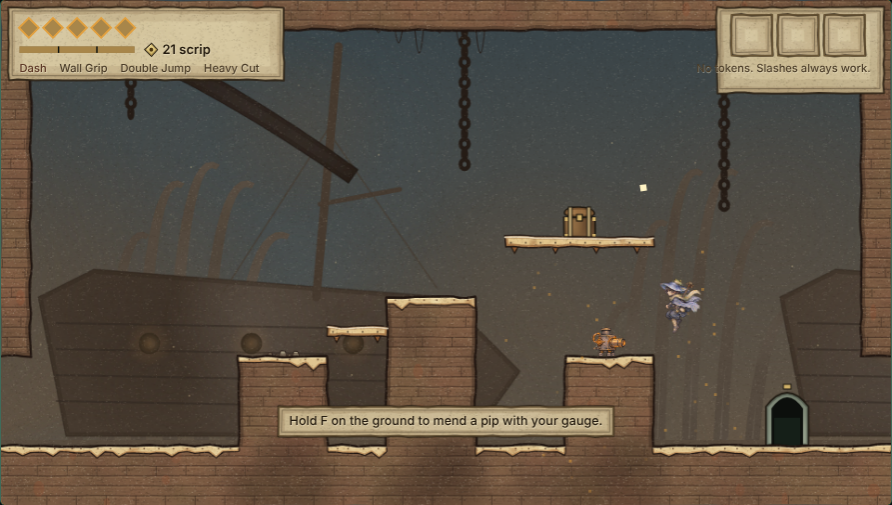 21 scrip
Dash Wall Grip Double Jump Heavy Cut
No tokens. Slashes always work.
Hold F on the ground to mend a pip with your gauge.